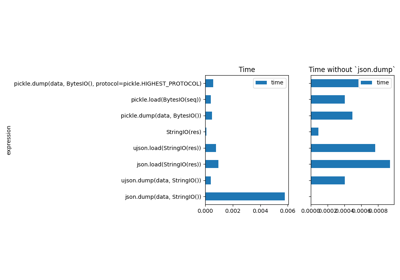 Time
Time without `json.dump`
pickle.dump(data, BytesIO(), protocol=pickle.HIGHEST_PROTOCOL)
pickle.load(BytesIO(seq))
pickle.dump(data, BytesIO())
StringIO(res)
ujson.load(StringIO(res))
json.load(StringIO(res))
ujson.dump(data, StringIO())
json.dump(data, StringIO())
expression
time
time
0.000 0.002 0.004 0.006
0.0000 0.0002 0.0004 0.0006 0.0008